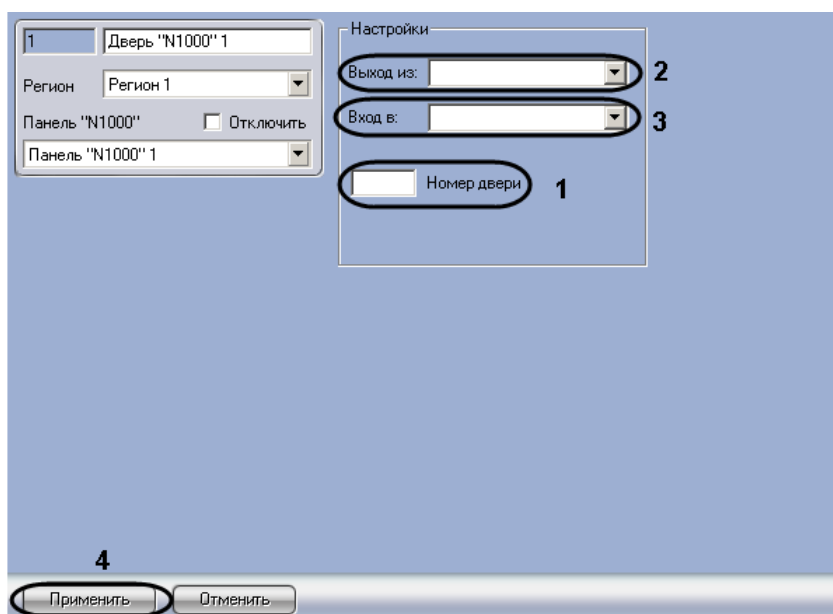 1 Дверь "N1000" 1
Регион Регион 1
Панель "N1000" Отключить
Панель "N1000" 1
Настройки
Выход из: 2
Вход в: 3
Номер двери 1
4
Применить Отменить